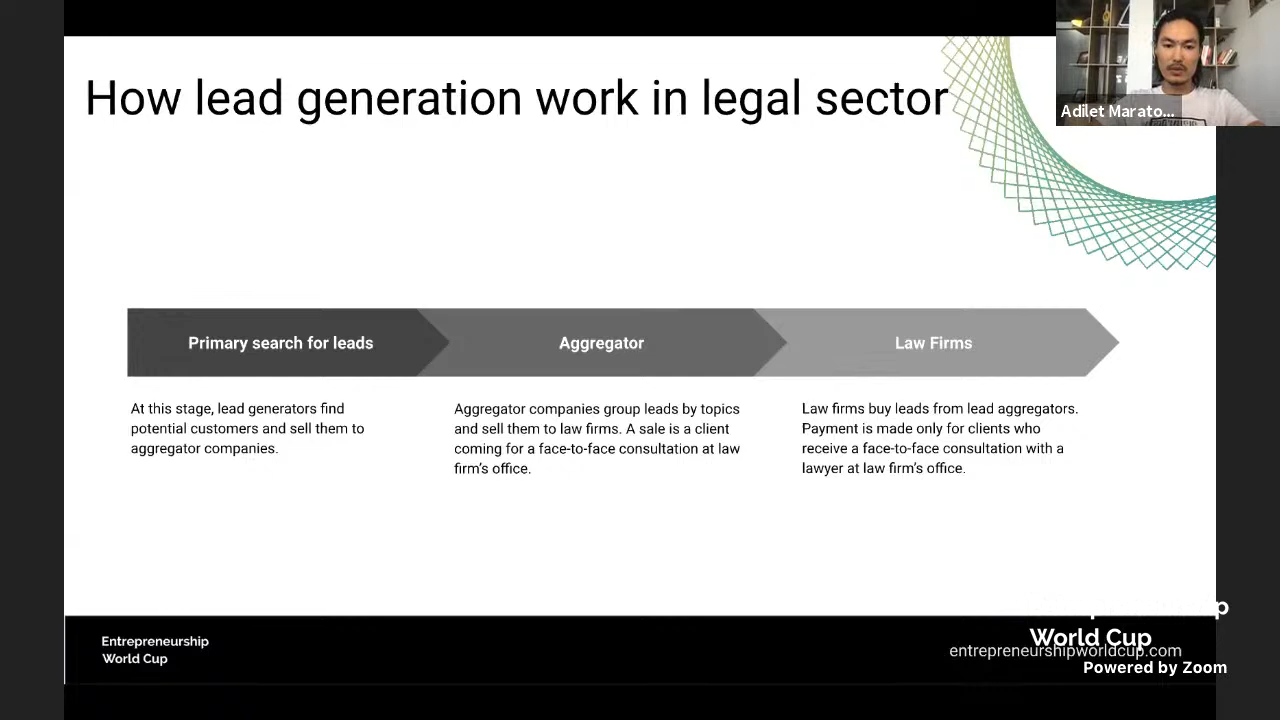 How lead generation work in legal sector
Adilet Marato...
Primary search for leads
Aggregator
Law Firms
At this stage, lead generators find
potential customers and sell them to
aggregator companies.
Aggregator companies group leads by topics
and sell them to law firms. A sale is a client
coming for a face-to-face consultation at law
firm's office.
Law firms buy leads from lead aggregators.
Payment is made only for clients who
receive a face-to-face consultation with a
lawyer at law firm's office.
Entrepreneurship
World Cup
World Cup
entrepreneurshipworldcup.com
Powered by Zoom